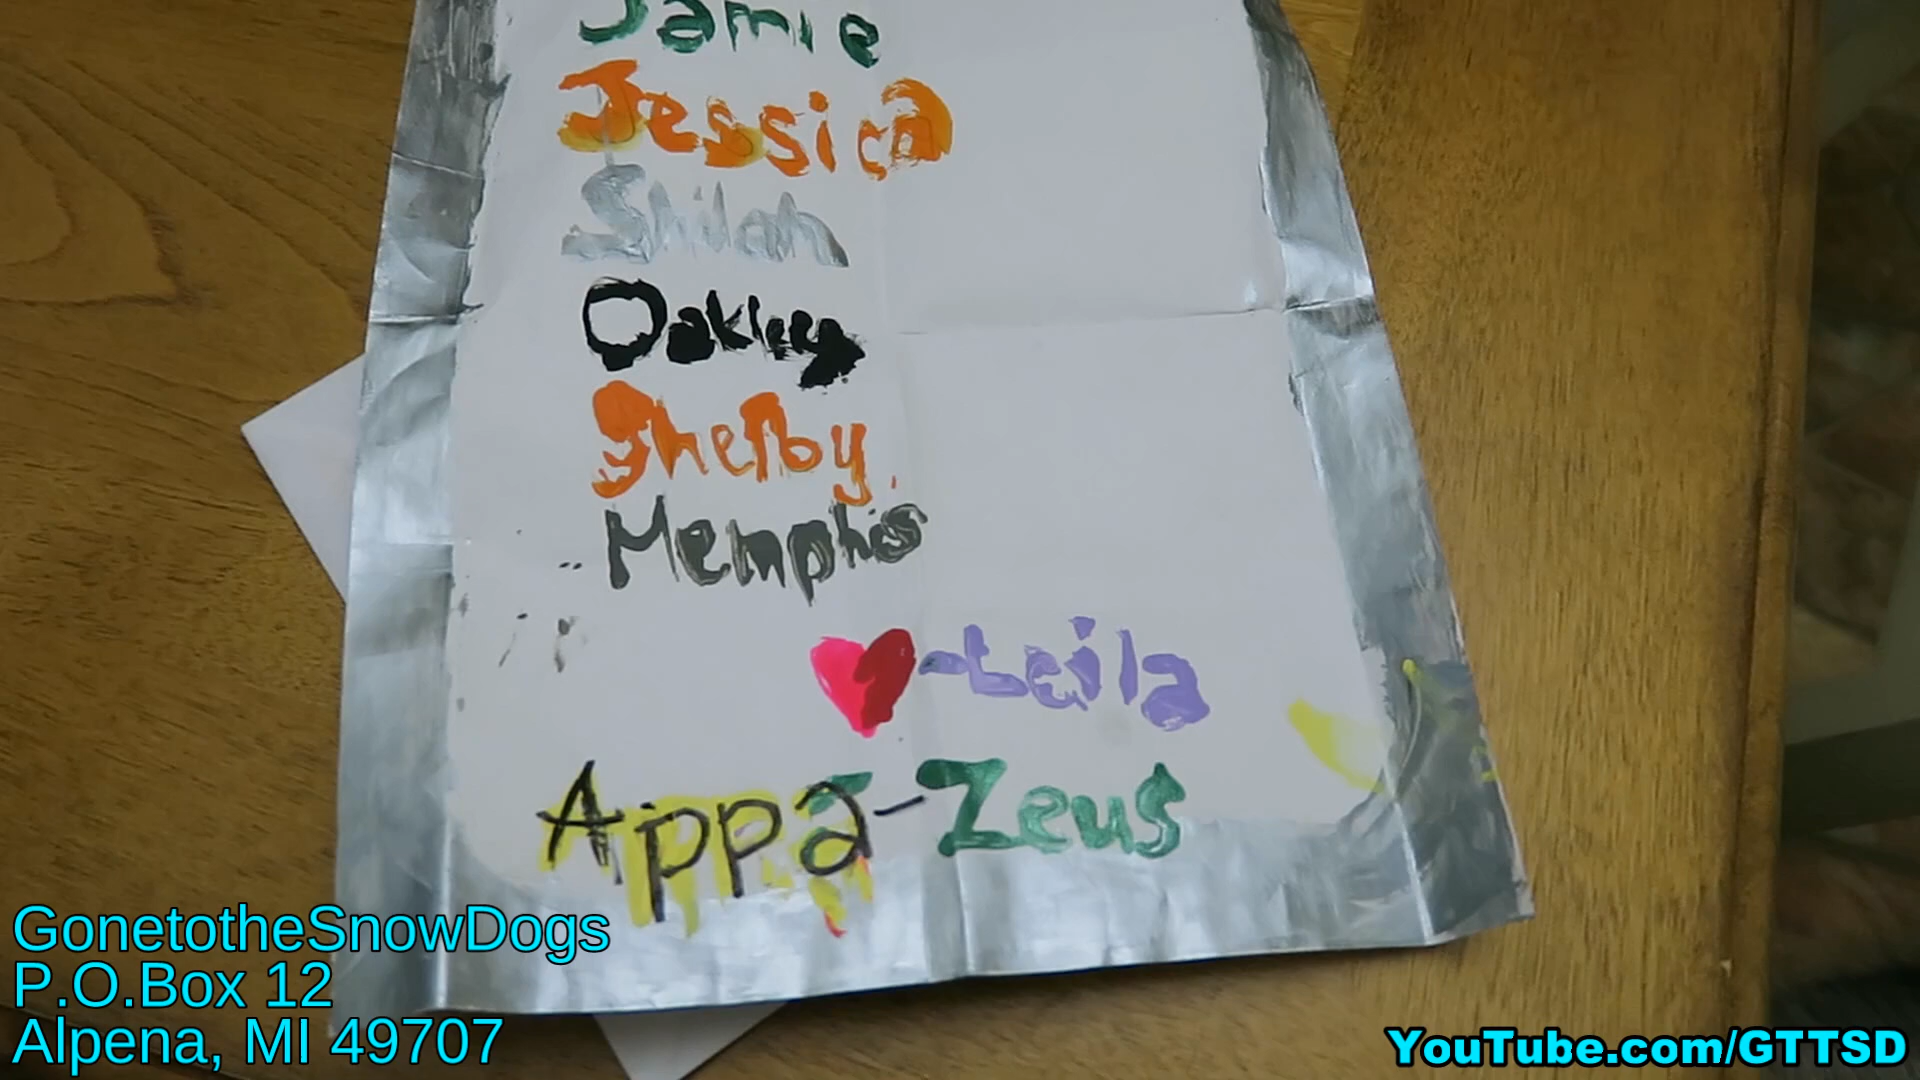 Jamie
Jessica
Shilah
Oakley
Shelby
Memphis
-Leila
Appa-Zeus
GonetotheSnowDogs
P.O.Box 12
Alpena, MI 49707
YouTube.com/GTTSD